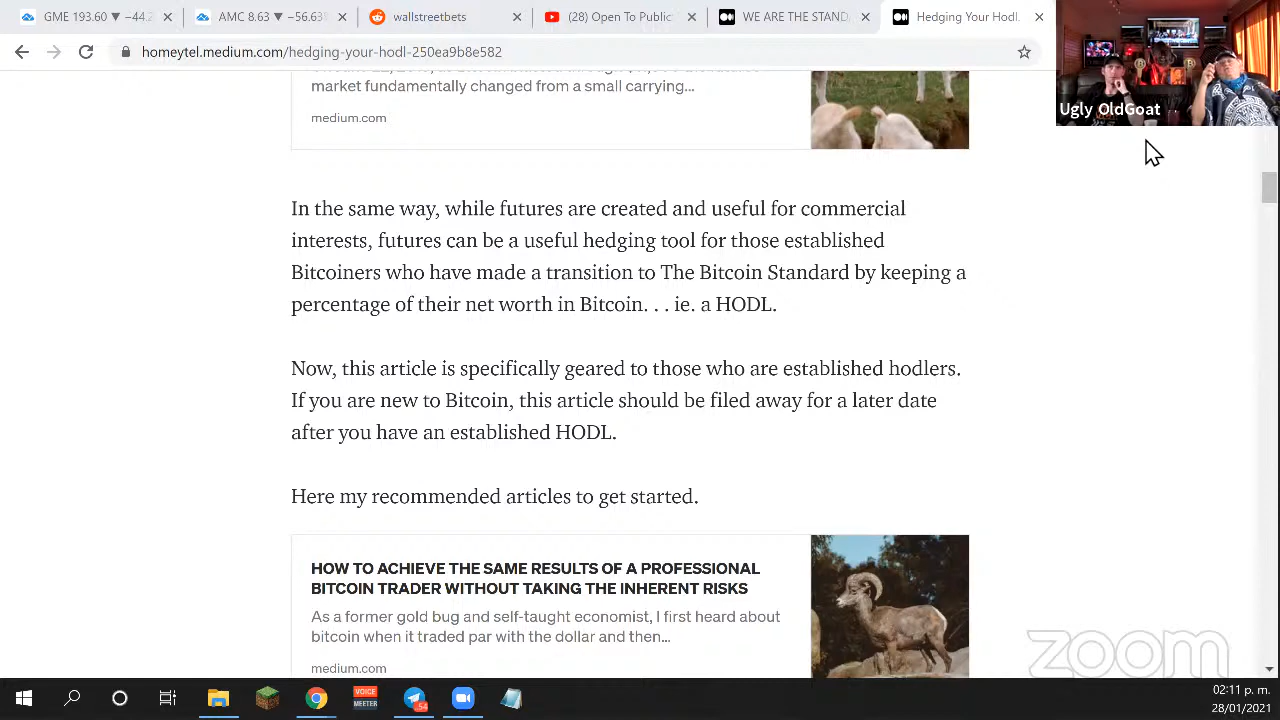 GME 193.60 ▼ −44.2
AMC 8.63 ▼ −56.63
wallstreetbets
(28) Open To Public
WE ARE THE STAND
Hedging Your Hodl.
homeytel.medium.com/hedging-your-hodl-
Ugly OldGoat
market fundamentally changed from a small carrying...
medium.com
In the same way, while futures are created and useful for commercial
interests, futures can be a useful hedging tool for those established
Bitcoiners who have made a transition to The Bitcoin Standard by keeping a
percentage of their net worth in Bitcoin. . . ie. a HODL.
Now, this article is specifically geared to those who are established hodlers.
If you are new to Bitcoin, this article should be filed away for a later date
after you have an established HODL.
Here my recommended articles to get started.
HOW TO ACHIEVE THE SAME RESULTS OF A PROFESSIONAL
BITCOIN TRADER WITHOUT TAKING THE INHERENT RISKS
As a former gold bug and self-taught economist, I first heard about
bitcoin when it traded par with the dollar and then...
medium.com
zoom
VOICE
MEETER
54
02:11 p. m.
28/01/2021